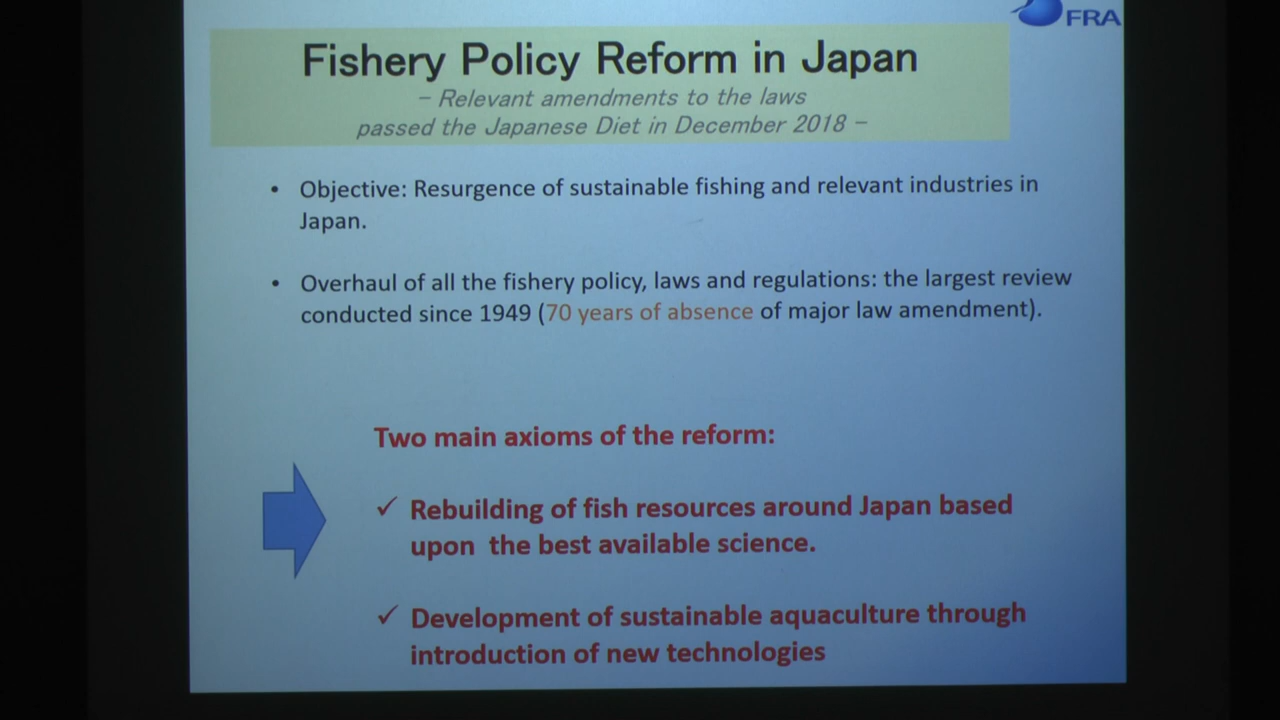 FRA
Fishery Policy Reform in Japan
- Relevant amendments to the laws
passed the Japanese Diet in December 2018 -
• Objective: Resurgence of sustainable fishing and relevant industries in
Japan.
• Overhaul of all the fishery policy, laws and regulations: the largest review
conducted since 1949 (70 years of absence of major law amendment).
Two main axioms of the reform:
✓ Rebuilding of fish resources around Japan based
upon the best available science.
✓ Development of sustainable aquaculture through
introduction of new technologies